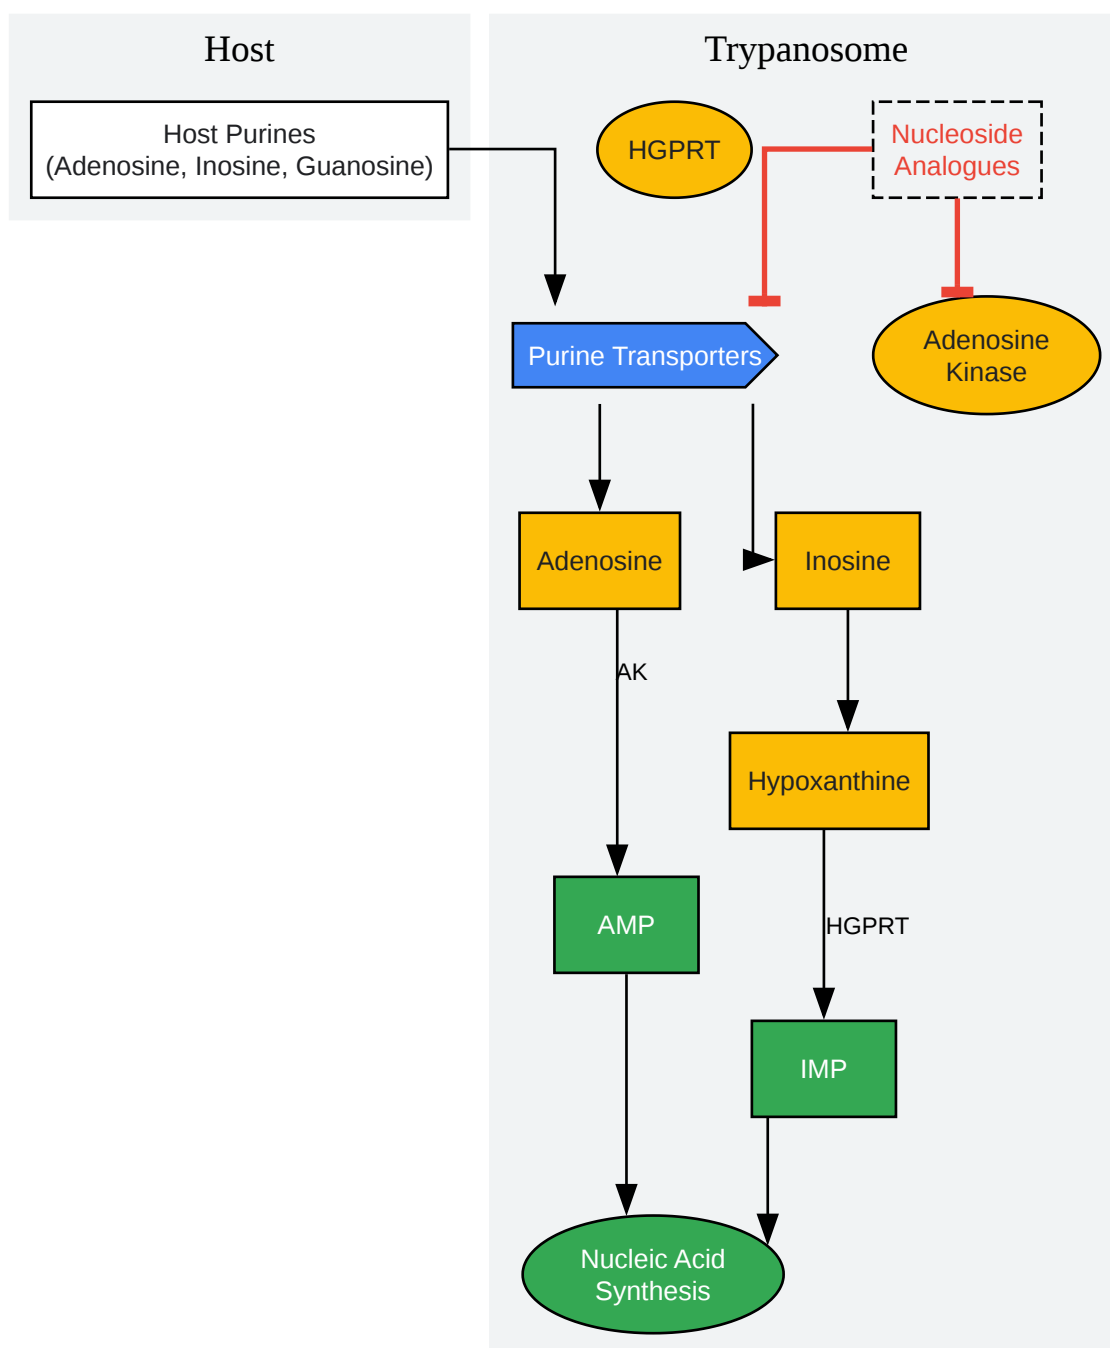 Host
Trypanosome
Host Purines
(Adenosine, Inosine, Guanosine)
HGPRT
Nucleoside
Analogues
Purine Transporters
Adenosine
Kinase
Adenosine
Inosine
AK
Hypoxanthine
AMP
HGPRT
IMP
Nucleic Acid
Synthesis